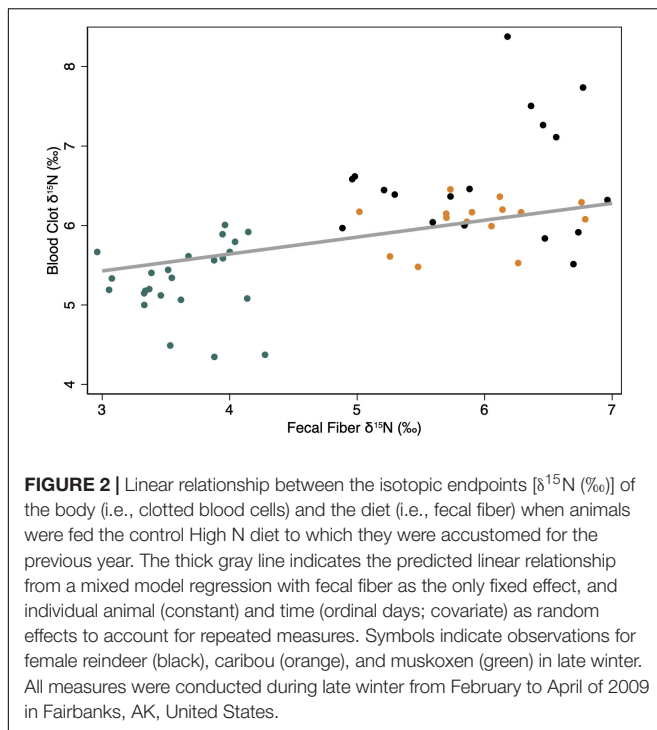 8
7
6
5
4
Blood Clot δ¹⁵N (‰)
3 4 5 6 7
Fecal Fiber δ¹⁵N (‰)
FIGURE 2 | Linear relationship between the isotopic endpoints [δ¹⁵N (‰)] of
the body (i.e., clotted blood cells) and the diet (i.e., fecal fiber) when animals
were fed the control High N diet to which they were accustomed for the
previous year. The thick gray line indicates the predicted linear relationship
from a mixed model regression with fecal fiber as the only fixed effect, and
individual animal (constant) and time (ordinal days; covariate) as random
effects to account for repeated measures. Symbols indicate observations for
female reindeer (black), caribou (orange), and muskoxen (green) in late winter.
All measures were conducted during late winter from February to April of 2009
in Fairbanks, AK, United States.